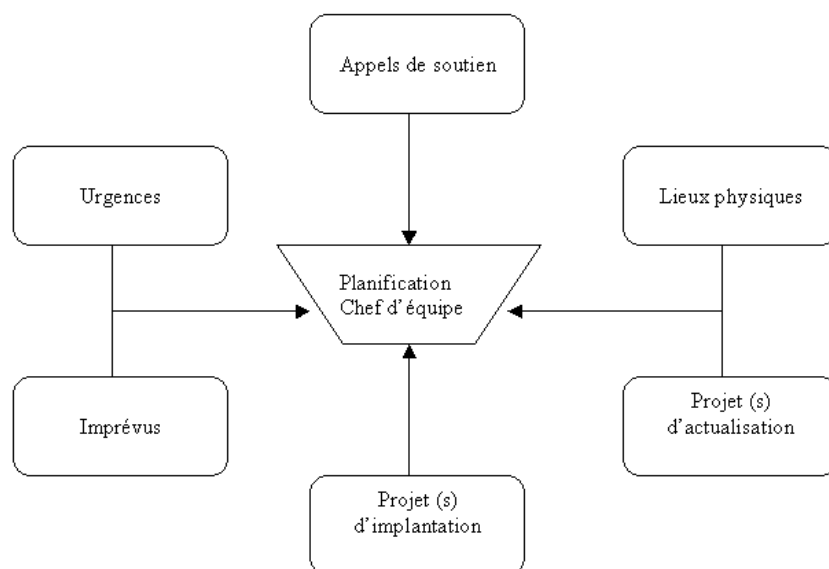 Appels de soutien
Urgences
Lieux physiques
Planification
Chef d'équipe
Imprévus
Projet (s)
d'actualisation
Projet (s)
d'implantation